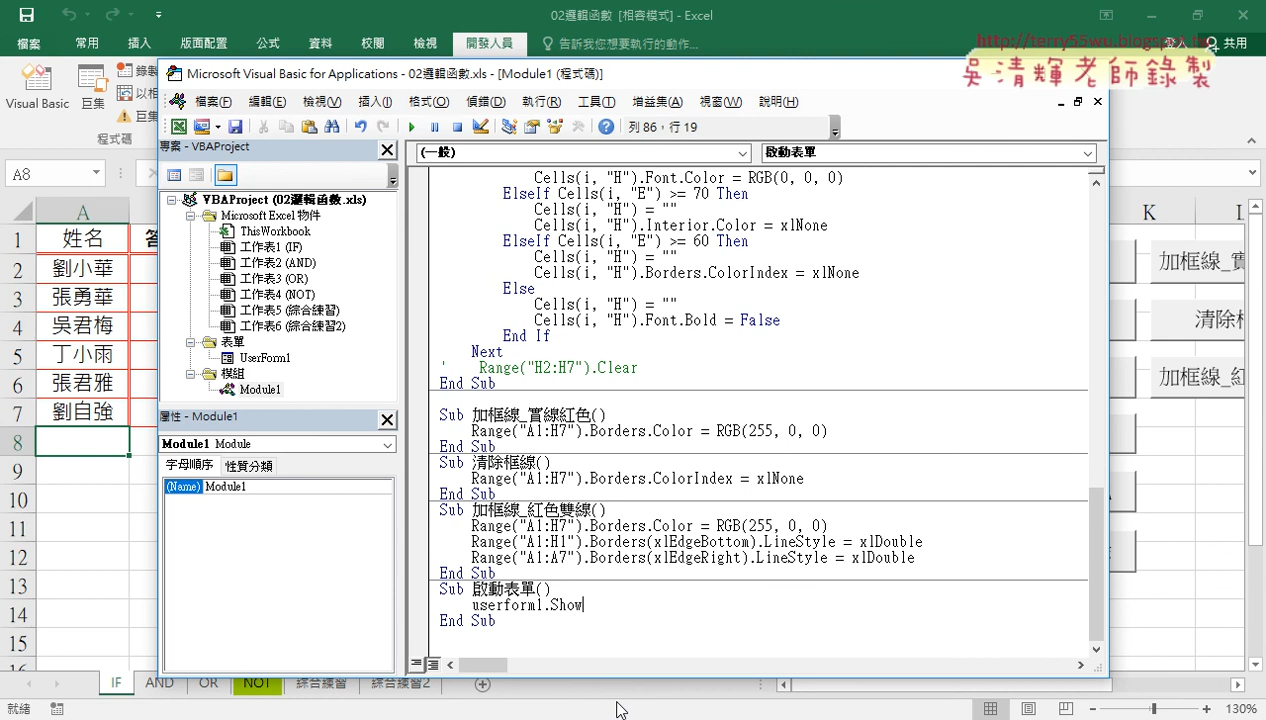 02邏輯函數 [相容模式] - Excel
檔案 常用 插入 版面配置 公式 資料 校閱 檢視 開發人員 告訴我您想要執行的動作... 登入 共用
http://terry55wu.blogspot.tw
吳清輝老師錄製
Visual Basic 巨集
程式碼
Microsoft Visual Basic for Applications - 02邏輯函數.xls - [Module1 (程式碼)]
檔案(F) 編輯(E) 檢視(V) 插入(I) 格式(O) 偵錯(D) 執行(R) 工具(T) 增益集(A) 視窗(W) 說明(H)
列 86，行 19
專案 - VBAProject
VBAProject (02邏輯函數.xls)
Microsoft Excel 物件
ThisWorkbook
工作表1 (IF)
工作表2 (AND)
工作表3 (OR)
工作表4 (NOT)
工作表5 (綜合練習)
工作表6 (綜合練習2)
表單
UserForm1
模組
Module1
屬性 - Module1
Module1 Module
字母順序 性質分類
(Name) Module1
(一般) 啟動表單
Cells(i, "H").Font.Color = RGB(0, 0, 0)
ElseIf Cells(i, "E") >= 70 Then
Cells(i, "H") = ""
Cells(i, "H").Interior.Color = xlNone
ElseIf Cells(i, "E") >= 60 Then
Cells(i, "H") = ""
Cells(i, "H").Borders.ColorIndex = xlNone
Else
Cells(i, "H") = ""
Cells(i, "H").Font.Bold = False
End If
Next
' Range("H2:H7").Clear
End Sub
Sub 加框線_實線紅色()
Range("A1:H7").Borders.Color = RGB(255, 0, 0)
End Sub
Sub 清除框線()
Range("A1:H7").Borders.ColorIndex = xlNone
End Sub
Sub 加框線_紅色雙線()
Range("A1:H7").Borders.Color = RGB(255, 0, 0)
Range("A1:H1").Borders(xlEdgeBottom).LineStyle = xlDouble
Range("A1:A7").Borders(xlEdgeRight).LineStyle = xlDouble
End Sub
Sub 啟動表單()
userform1.Show
End Sub
A8
A K L
1 姓名
2 劉小華
3 張勇華
4 吳君梅
5 丁小雨
6 張君雅
7 劉自強
8
9
10
11
12
13
14
15
16
加框線_實
清除框
加框線_紅
IF AND OR NOT 綜合練習 綜合練習2
就緒 130%